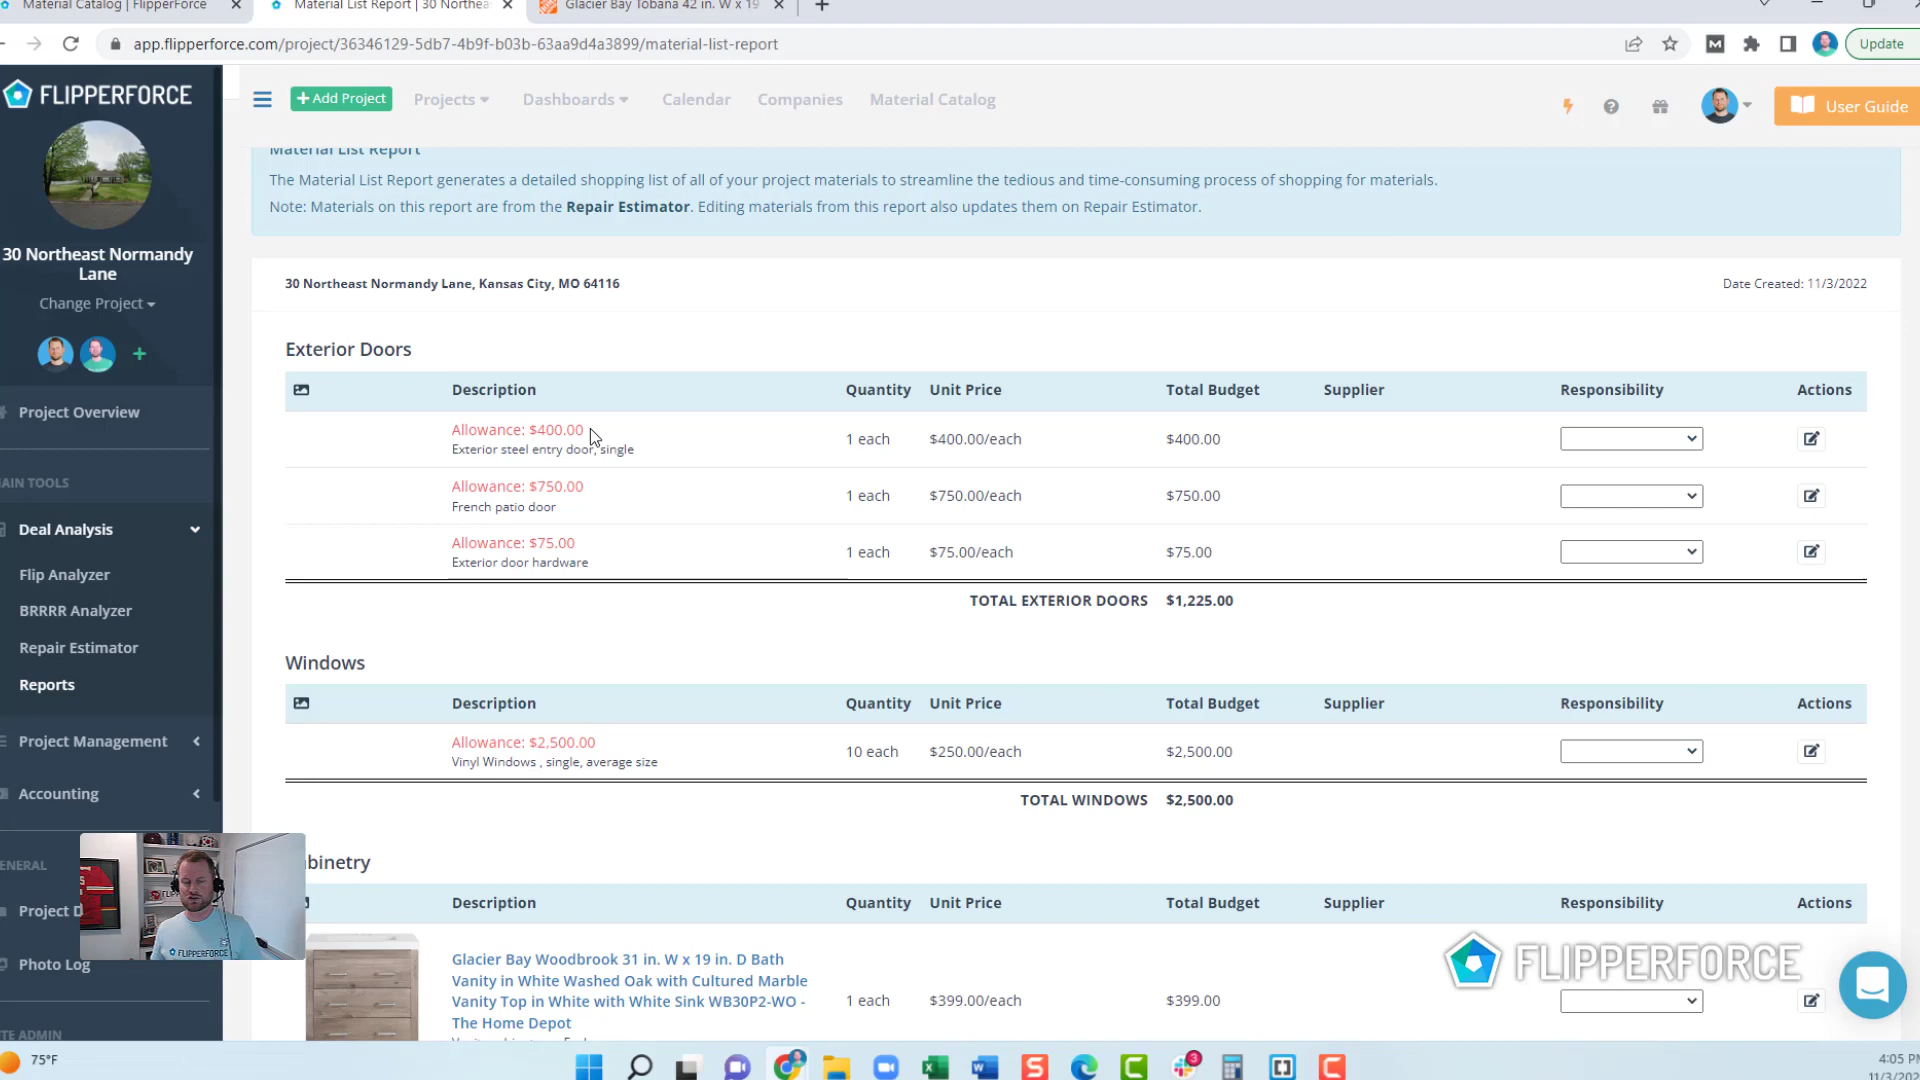 Material Catalog | FlipperForce
Material List Report | 30 Northea
Glacier Bay Tobana 42 in. W x 19
app.flipperforce.com/project/36346129-5db7-4b9f-b03b-63aa9d4a3899/material-list-report
Update
FLIPPERFORCE
Add Project
Projects
Dashboards
Calendar
Companies
Material Catalog
User Guide
30 Northeast Normandy
Lane
Change Project
Project Overview
MAIN TOOLS
Deal Analysis
Flip Analyzer
BRRRR Analyzer
Repair Estimator
Reports
Project Management
Accounting
Project D
Photo Log
Material List Report
The Material List Report generates a detailed shopping list of all of your project materials to streamline the tedious and time-consuming process of shopping for materials.
Note: Materials on this report are from the Repair Estimator. Editing materials from this report also updates them on Repair Estimator.
30 Northeast Normandy Lane, Kansas City, MO 64116
Date Created: 11/3/2022
Exterior Doors
Description Quantity Unit Price Total Budget Supplier Responsibility Actions
Allowance: $400.00
Exterior steel entry door, single
1 each $400.00/each $400.00
Allowance: $750.00
French patio door
1 each $750.00/each $750.00
Allowance: $75.00
Exterior door hardware
1 each $75.00/each $75.00
TOTAL EXTERIOR DOORS $1,225.00
Windows
Description Quantity Unit Price Total Budget Supplier Responsibility Actions
Allowance: $2,500.00
Vinyl Windows , single, average size
10 each $250.00/each $2,500.00
TOTAL WINDOWS $2,500.00
binetry
Description Quantity Unit Price Total Budget Supplier Responsibility Actions
Glacier Bay Woodbrook 31 in. W x 19 in. D Bath
Vanity in White Washed Oak with Cultured Marble
Vanity Top in White with White Sink WB30P2-WO -
The Home Depot
1 each $399.00/each $399.00
FLIPPERFORCE
FLIPPERFORCE
75°F
3
4:05 P
11/3/202